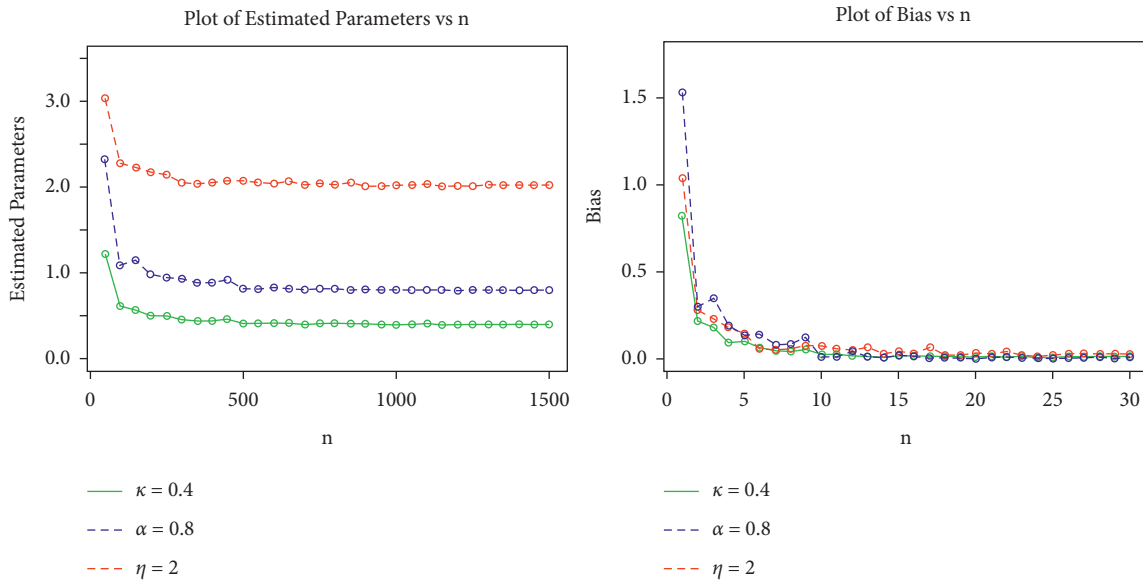 Plot of Estimated Parameters vs n
Estimated Parameters
3.0
2.0
1.0
0.0
0
500
1000
1500
n
κ = 0.4
α = 0.8
η = 2
Plot of Bias vs n
Bias
1.5
1.0
0.5
0.0
0
5
10
15
20
25
30
n
κ = 0.4
α = 0.8
η = 2